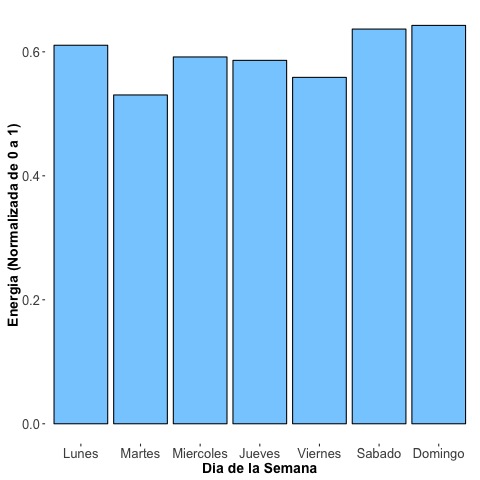 Energia (Normalizada de 0 a 1)
0.6
0.4
0.2
0.0
Lunes Martes Miercoles Jueves Viernes Sabado Domingo
Dia de la Semana